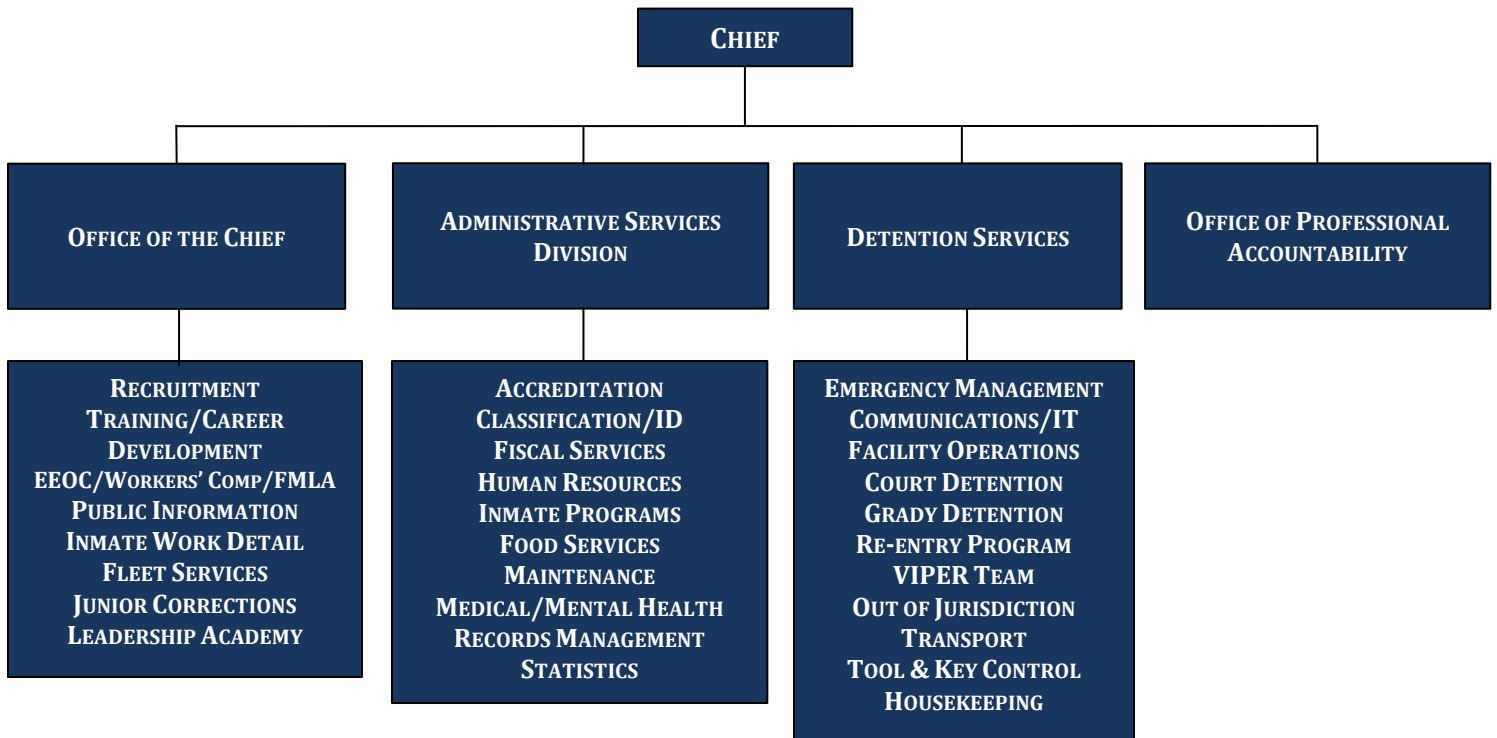 CHIEF
OFFICE OF THE CHIEF
ADMINISTRATIVE SERVICES
DIVISION
DETENTION SERVICES
OFFICE OF PROFESSIONAL
ACCOUNTABILITY
RECRUITMENT
TRAINING/CAREER
DEVELOPMENT
EEOC/WORKERS' COMP/FMLA
PUBLIC INFORMATION
INMATE WORK DETAIL
FLEET SERVICES
JUNIOR CORRECTIONS
LEADERSHIP ACADEMY
ACCREDITATION
CLASSIFICATION/ID
FISCAL SERVICES
HUMAN RESOURCES
INMATE PROGRAMS
FOOD SERVICES
MAINTENANCE
MEDICAL/MENTAL HEALTH
RECORDS MANAGEMENT
STATISTICS
EMERGENCY MANAGEMENT
COMMUNICATIONS/IT
FACILITY OPERATIONS
COURT DETENTION
GRADY DETENTION
RE-ENTRY PROGRAM
VIPER TEAM
OUT OF JURISDICTION
TRANSPORT
TOOL & KEY CONTROL
HOUSEKEEPING